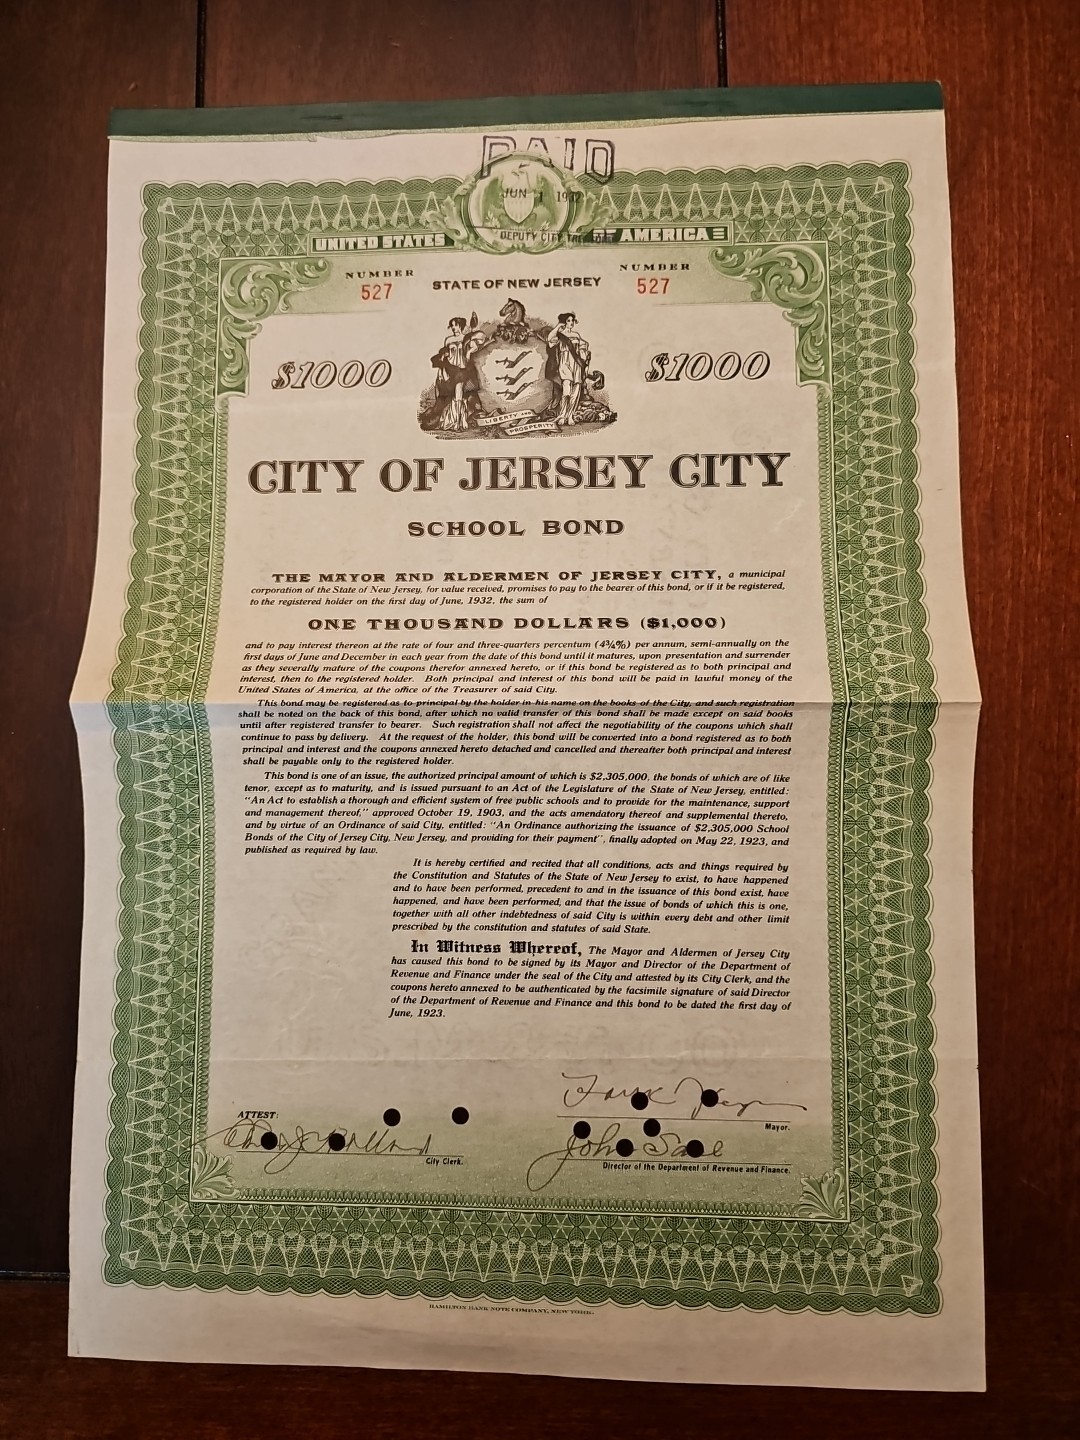 PAID
JUN 1 1932
DEPUTY CITY
UNITED STATES OF AMERICA
NUMBER
527
STATE OF NEW JERSEY
NUMBER
527
$1000
$1000
LIBERTY AND
PROSPERITY
CITY OF JERSEY CITY
SCHOOL BOND
THE MAYOR AND ALDERMEN OF JERSEY CITY, a municipal
corporation of the State of New Jersey, for value received, promises to pay to the bearer of this bond, or if it be registered,
to the registered holder on the first day of June, 1932, the sum of
ONE THOUSAND DOLLARS ($1,000)
and to pay interest thereon at the rate of four and three-quarters percentum (4¾%) per annum, semi-annually on the
first days of June and December in each year from the date of this bond until it matures, upon presentation and surrender
as they severally mature of the coupons therefor annexed hereto, or if this bond be registered as to both principal and
interest, then to the registered holder. Both principal and interest of this bond will be paid in lawful money of the
United States of America, at the office of the Treasurer of said City.
This bond may be registered as to principal by the holder in his name on the books of the City, and such registration
shall be noted on the back of this bond, after which no valid transfer of this bond shall be made except on said books
until after registered transfer to bearer. Such registration shall not affect the negotiability of the coupons which shall
continue to pass by delivery. At the request of the holder, this bond will be converted into a bond registered as to both
principal and interest and the coupons annexed hereto detached and cancelled and thereafter both principal and interest
shall be payable only to the registered holder.
This bond is one of an issue, the authorized principal amount of which is $2,305,000, the bonds of which are of like
tenor, except as to maturity, and is issued pursuant to an Act of the Legislature of the State of New Jersey, entitled:
"An Act to establish a thorough and efficient system of free public schools and to provide for the maintenance, support
and management thereof," approved October 19, 1903, and the acts amendatory thereof and supplemental thereto,
and by virtue of an Ordinance of said City, entitled: "An Ordinance authorizing the issuance of $2,305,000 School
Bonds of the City of Jersey City, New Jersey, and providing for their payment", finally adopted on May 22, 1923, and
published as required by law.
It is hereby certified and recited that all conditions, acts and things required by
the Constitution and Statutes of the State of New Jersey to exist, to have happened
and to have been performed, precedent to and in the issuance of this bond exist, have
happened, and have been performed, and that the issue of bonds of which this is one,
together with all other indebtedness of said City is within every debt and other limit
prescribed by the constitution and statutes of said State.
In Witness Whereof, The Mayor and Aldermen of Jersey City
has caused this bond to be signed by its Mayor and Director of the Department of
Revenue and Finance under the seal of the City and attested by its City Clerk, and the
coupons hereto annexed to be authenticated by the facsimile signature of said Director
of the Department of Revenue and Finance and this bond to be dated the first day of
June, 1923.
Frank
Mayor.
ATTEST:
City Clerk.
John
Director of the Department of Revenue and Finance.
HAMILTON BANK NOTE COMPANY, NEW YORK.